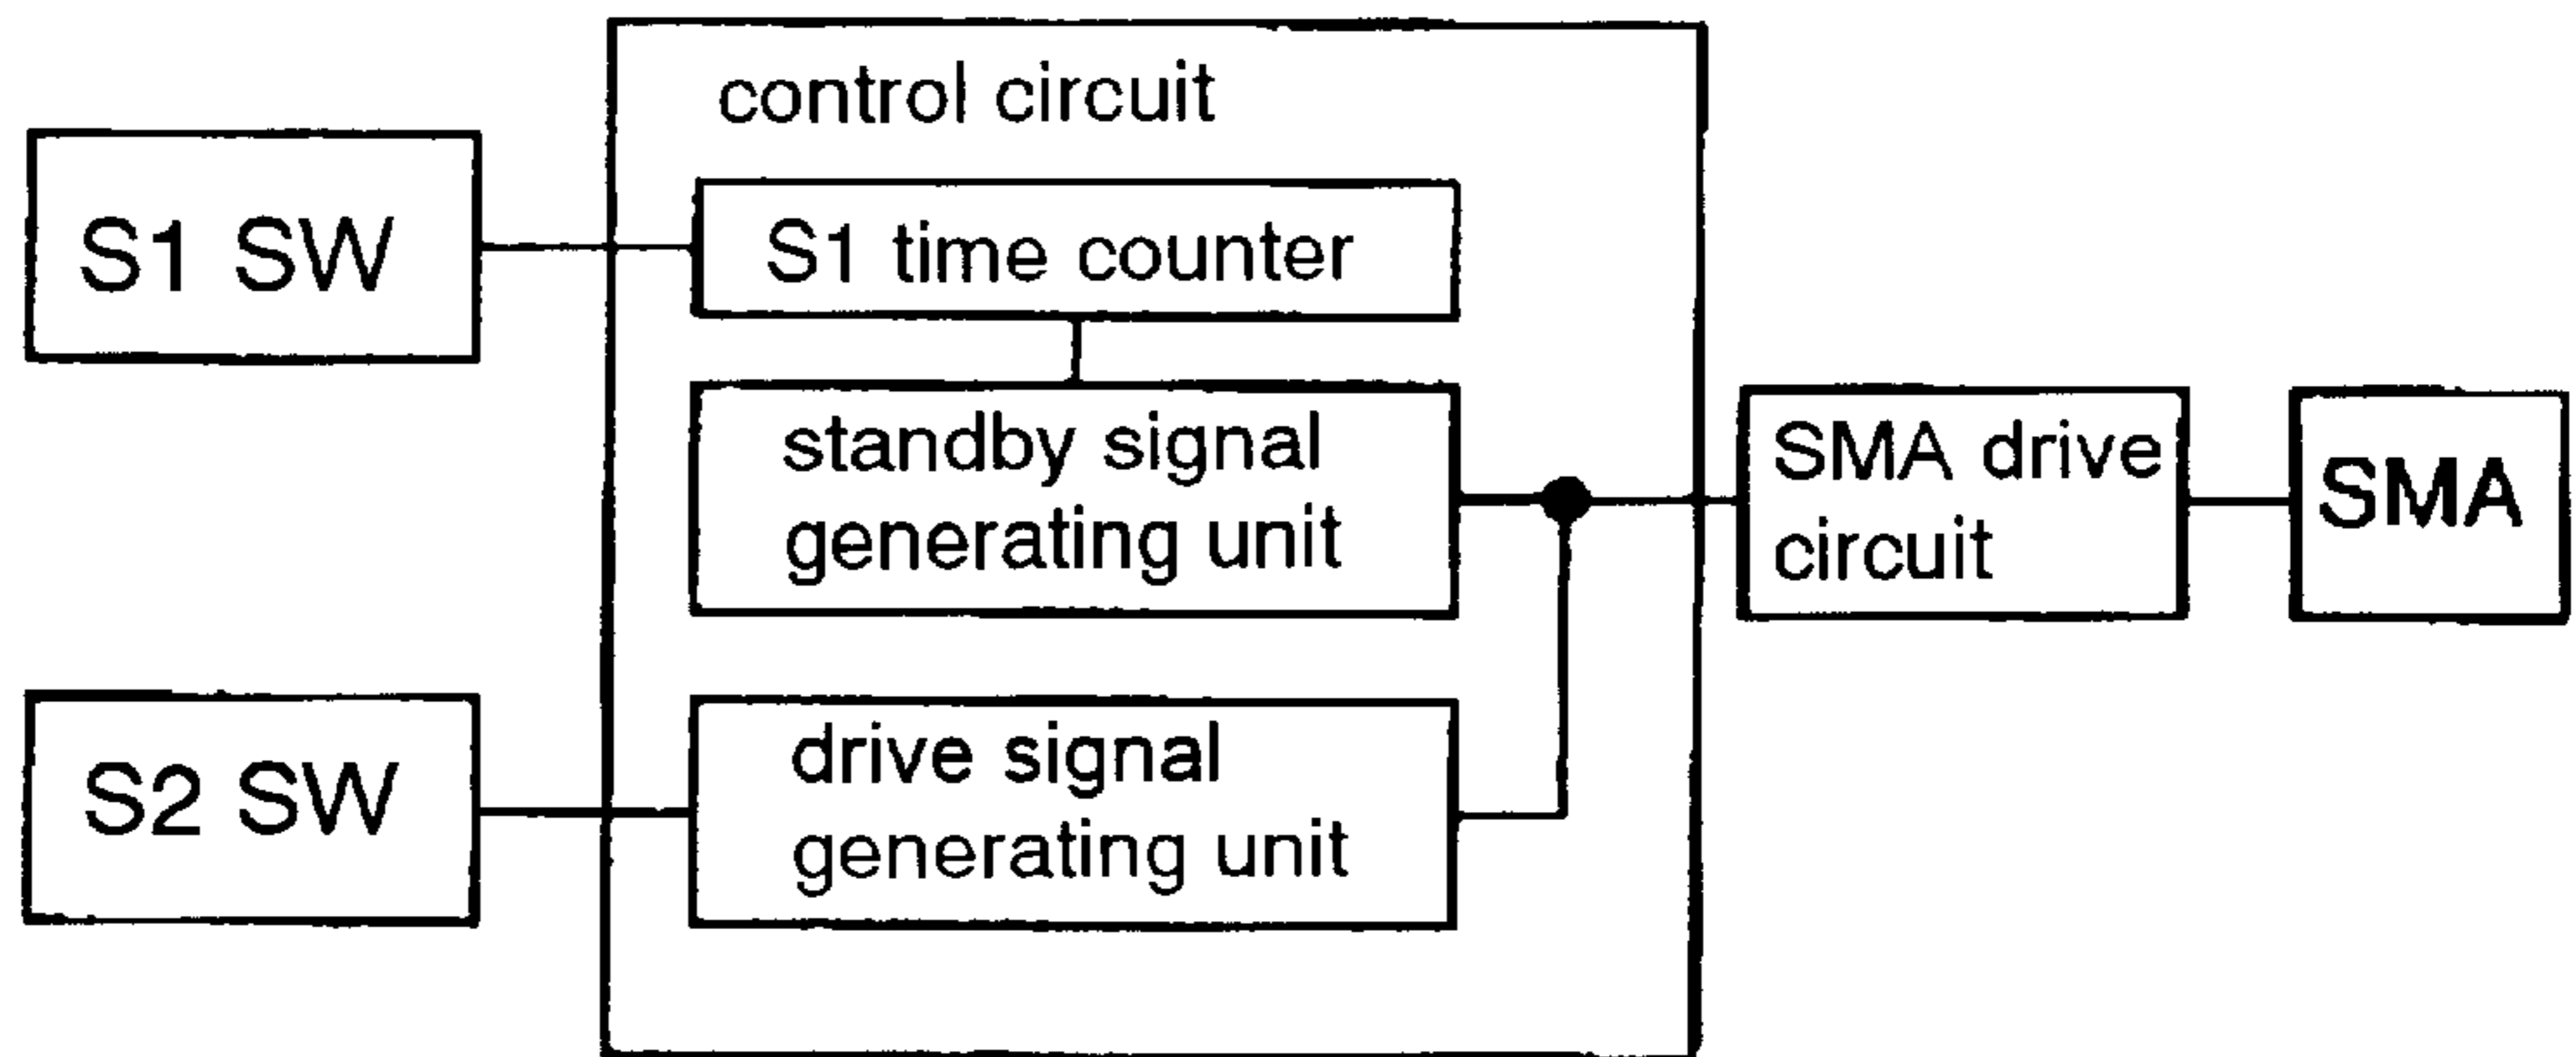 control circuit
S1 SW
S1 time counter
standby signal
generating unit
SMA drive
circuit
SMA
S2 SW
drive signal
generating unit